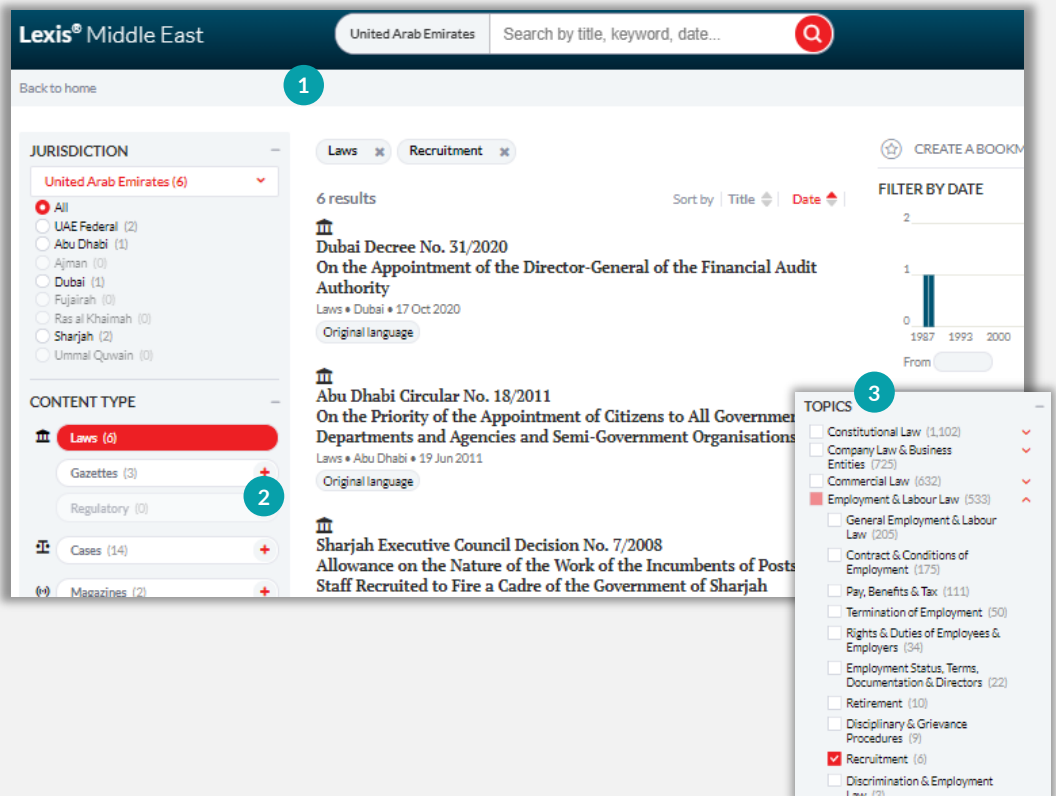 Lexis® Middle East
United Arab Emirates
Search by title, keyword, date...
Back to home
1
JURISDICTION
United Arab Emirates (6)
All
UAE Federal (2)
Abu Dhabi (1)
Ajman (0)
Dubai (1)
Fujairah (0)
Ras al Khaimah (0)
Sharjah (2)
Ummal Quwain (0)
CONTENT TYPE
Laws (6)
Gazettes (3)
2
Regulatory (0)
Cases (14)
Magazines (2)
Laws
Recruitment
6 results
Sort by Title Date
Dubai Decree No. 31/2020
On the Appointment of the Director-General of the Financial Audit
Authority
Laws • Dubai • 17 Oct 2020
Original language
Abu Dhabi Circular No. 18/2011
On the Priority of the Appointment of Citizens to All Governmen
Departments and Agencies and Semi-Government Organisations
Laws • Abu Dhabi • 19 Jun 2011
Original language
Sharjah Executive Council Decision No. 7/2008
Allowance on the Nature of the Work of the Incumbents of Posts
Staff Recruited to Fire a Cadre of the Government of Sharjah
CREATE A BOOKM
FILTER BY DATE
2
1
0
1987 1993 2000
From
3
TOPICS
Constitutional Law (1,102)
Company Law & Business
Entities (725)
Commercial Law (632)
Employment & Labour Law (533)
General Employment & Labour
Law (205)
Contract & Conditions of
Employment (175)
Pay, Benefits & Tax (111)
Termination of Employment (50)
Rights & Duties of Employees &
Employers (34)
Employment Status, Terms,
Documentation & Directors (22)
Retirement (10)
Disciplinary & Grievance
Procedures (9)
Recruitment (6)
Discrimination & Employment